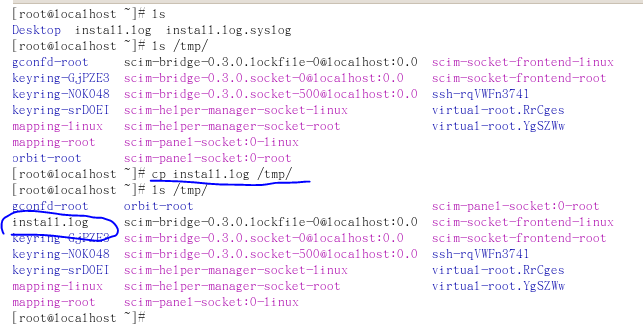 [root@localhost ~]# ls
Desktop install.log install.log.syslog
[root@localhost ~]# ls /tmp/
gconfd-root scim-bridge-0.3.0.lockfile-0@localhost:0.0 scim-socket-frontend-linux
keyring-GjPZE3 scim-bridge-0.3.0.socket-0@localhost:0.0 scim-socket-frontend-root
keyring-N0K048 scim-bridge-0.3.0.socket-500@localhost:0.0 ssh-rqVWFn3741
keyring-srDOEI scim-helper-manager-socket-linux virtual-root.RrCges
mapping-linux scim-helper-manager-socket-root virtual-root.YgSZWw
mapping-root scim-panel-socket:0-linux
orbit-root scim-panel-socket:0-root
[root@localhost ~]# cp install.log /tmp/
[root@localhost ~]# ls /tmp/
gconfd-root orbit-root scim-panel-socket:0-root
install.log scim-bridge-0.3.0.lockfile-0@localhost:0.0 scim-socket-frontend-linux
keyring-GjPZE3 scim-bridge-0.3.0.socket-0@localhost:0.0 scim-socket-frontend-root
keyring-N0K048 scim-bridge-0.3.0.socket-500@localhost:0.0 ssh-rqVWFn3741
keyring-srDOEI scim-helper-manager-socket-linux virtual-root.RrCges
mapping-linux scim-helper-manager-socket-root virtual-root.YgSZWw
mapping-root scim-panel-socket:0-linux
[root@localhost ~]#